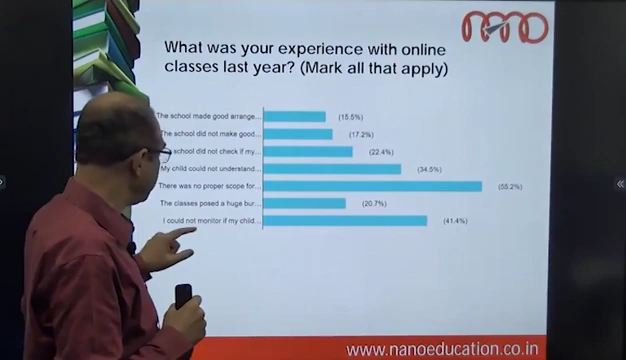 What was your experience with online
classes last year? (Mark all that apply)
The school made good arrange... (15.5%)
The school did not make good... (17.2%)
school did not check if my... (22.4%)
My child could not understand... (34.5%)
There was no proper scope for... (55.2%)
The classes posed a huge bur... (20.7%)
I could not monitor if my child... (41.4%)
www.nanoeducation.co.in